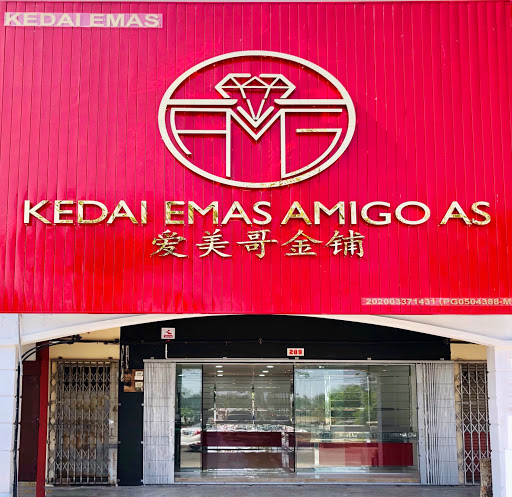 KEDAI EMAS
AMG
KEDAI EMAS AMIGO AS
爱美哥金铺
202003371431 (PG0504388-M
289